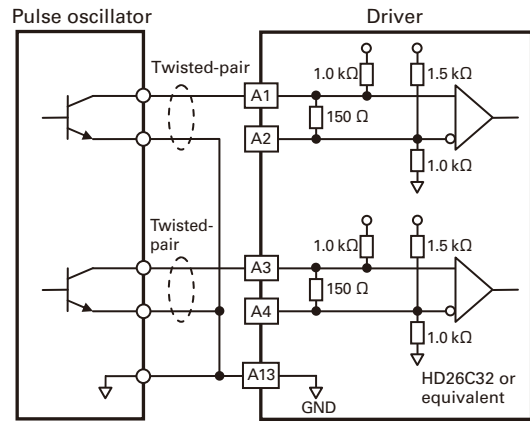 Pulse oscillator
Driver
Twisted-pair
1.0 kΩ
1.5 kΩ
A1
150 Ω
A2
1.0 kΩ
Twisted-
pair
1.0 kΩ
1.5 kΩ
A3
150 Ω
A4
1.0 kΩ
A13
GND
HD26C32 or
equivalent